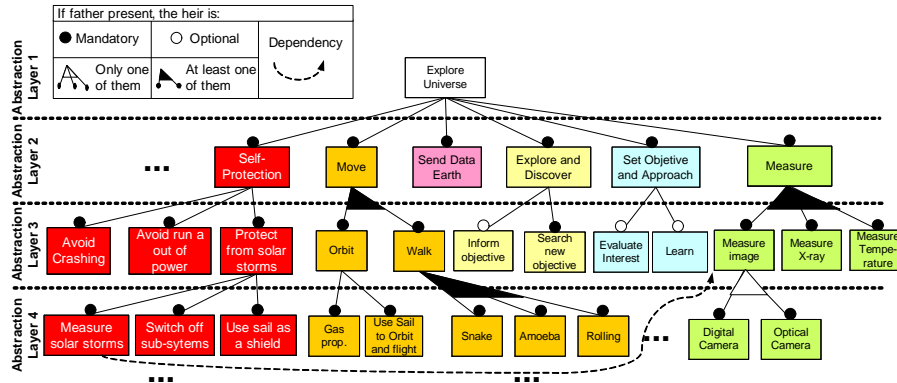 If father present, the heir is:
Mandatory
Optional
Dependency
Only one
of them
At least one
of them
Abstraction
Layer 1
Explore
Universe
Abstraction
Layer 2
...
Self-
Protection
Move
Send Data
Earth
Explore and
Discover
Set Objetive
and Approach
Measure
Abstraction
Layer 3
Avoid
Crashing
Avoid run a
out of
power
Protect
from solar
storms
Orbit
Walk
Inform
objective
Search new
objective
Evaluate
Interest
Learn
Measure
image
Measure
X-ray
Measure
Tempe-
rature
Abstraction
Layer 4
Measure
solar storms
Switch off
sub-sytems
Use sail as
a shield
Gas
prop.
Use Sail
to Orbit
and flight
Snake
Amoeba
Rolling
...
Digital
Camera
Optical
Camera
...
...